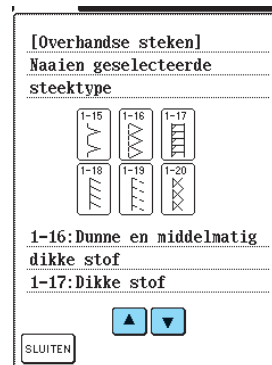 [Overhandse steken]
Naaien geselecteerde
steektype
1-15 1-16 1-17
1-18 1-19 1-20
1-16:Dunne en middelmatig
dikke stof
1-17:Dikke stof
SLUITEN